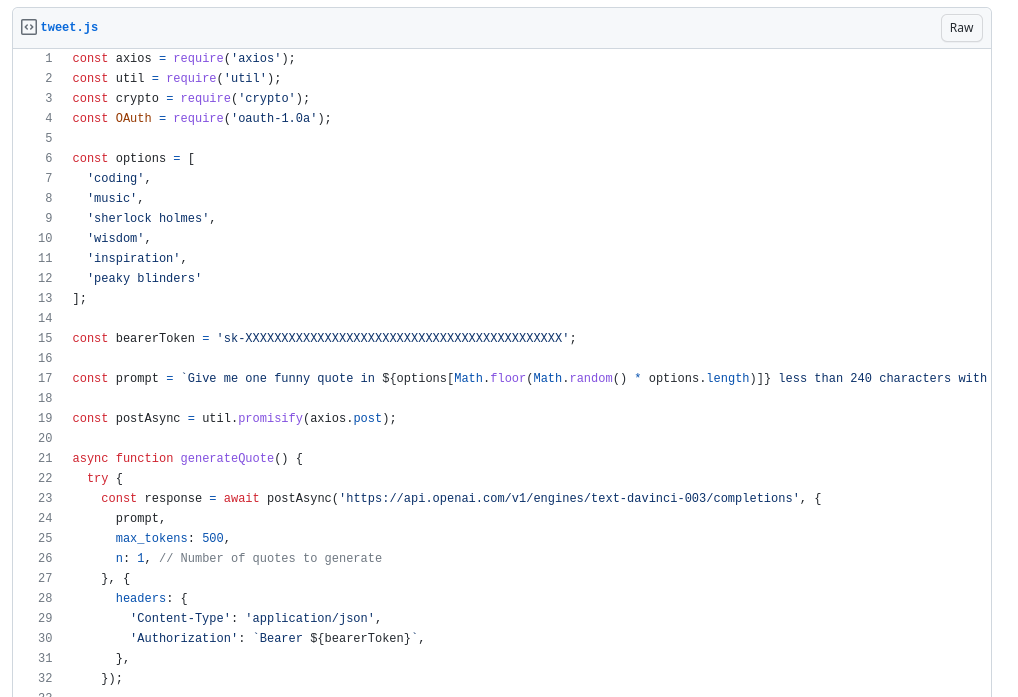 tweet.js
Raw
1 const axios = require('axios');
2 const util = require('util');
3 const crypto = require('crypto');
4 const OAuth = require('oauth-1.0a');
5
6 const options = [
7 'coding',
8 'music',
9 'sherlock holmes',
10 'wisdom',
11 'inspiration',
12 'peaky blinders'
13 ];
14
15 const bearerToken = 'sk-XXXXXXXXXXXXXXXXXXXXXXXXXXXXXXXXXXXXXXXXXXXX';
16
17 const prompt = `Give me one funny quote in ${options[Math.floor(Math.random() * options.length)]} less than 240 characters with
18
19 const postAsync = util.promisify(axios.post);
20
21 async function generateQuote() {
22 try {
23 const response = await postAsync('https://api.openai.com/v1/engines/text-davinci-003/completions', {
24 prompt,
25 max_tokens: 500,
26 n: 1, // Number of quotes to generate
27 }, {
28 headers: {
29 'Content-Type': 'application/json',
30 'Authorization': `Bearer ${bearerToken}`,
31 },
32 });